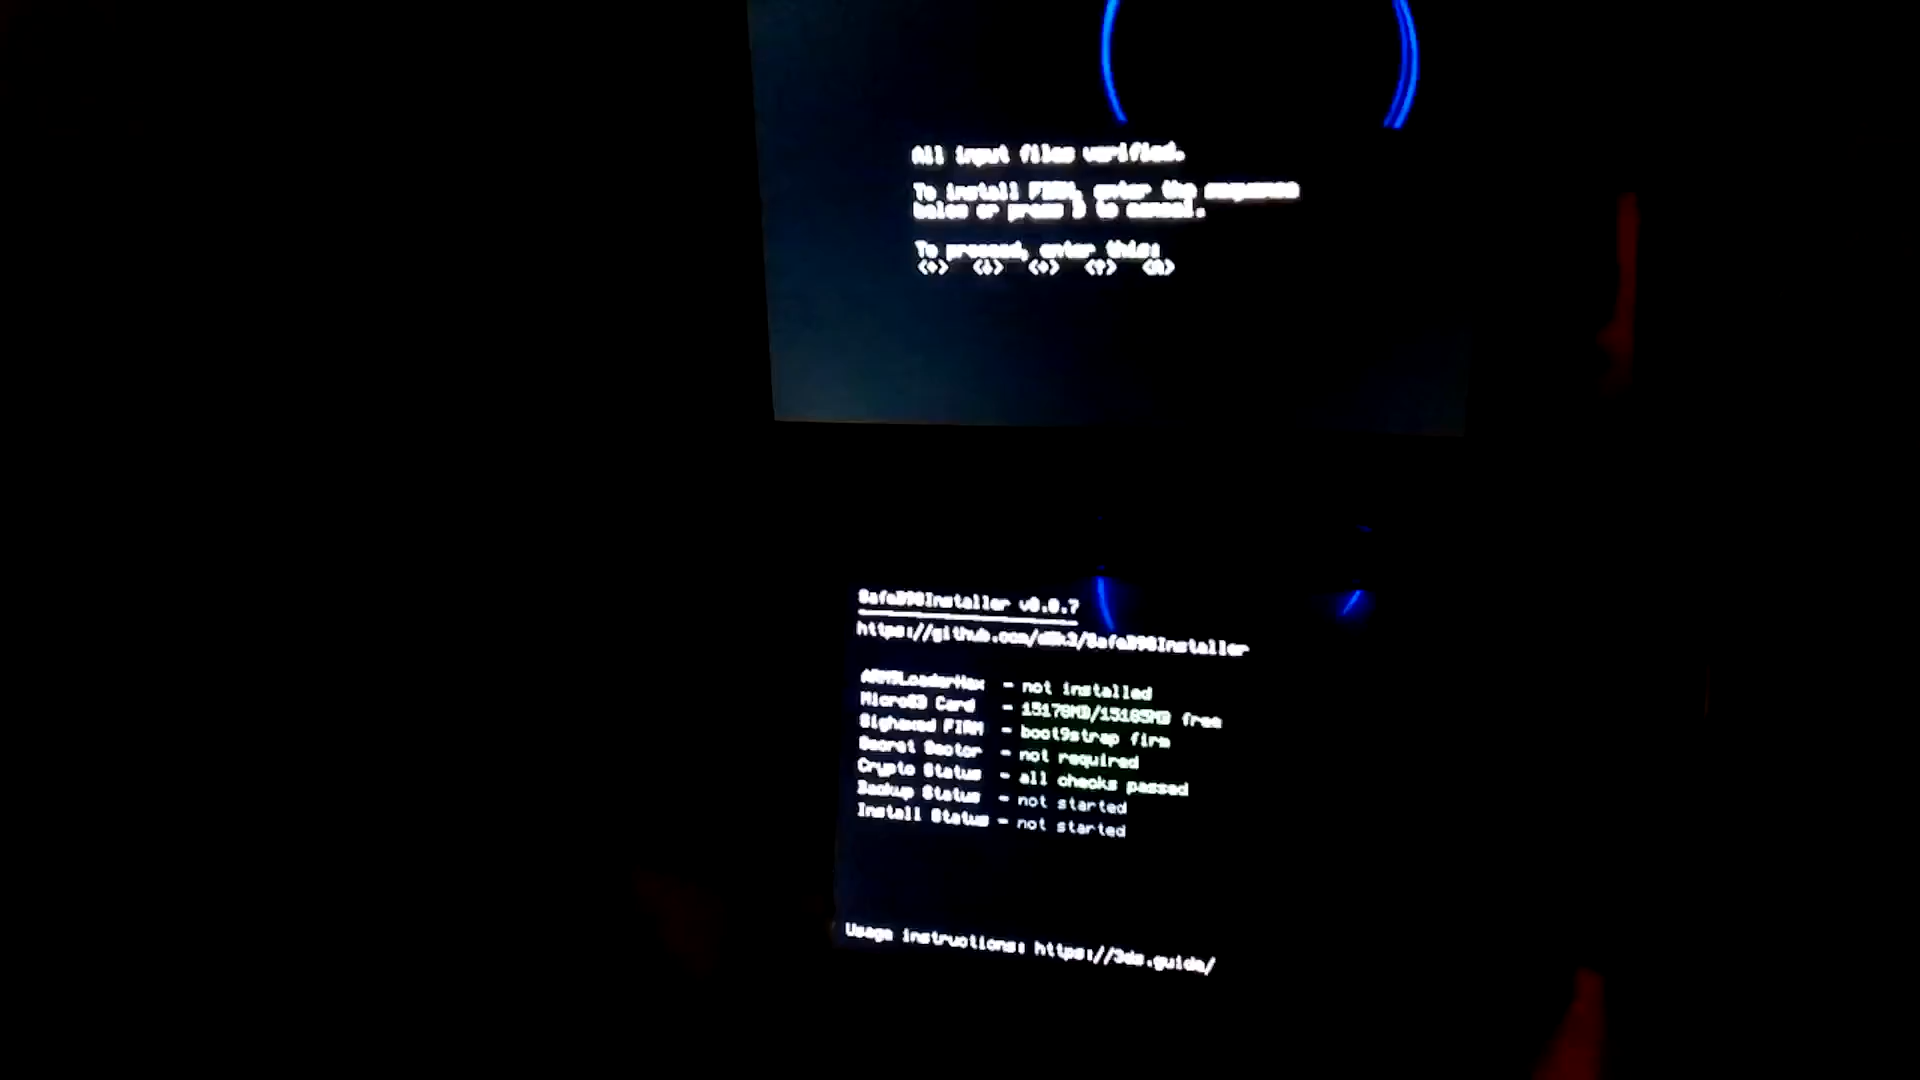 All input files verified.
To install FIRM, enter the sequence
below or press B to cancel.
To proceed, enter this:
<↓> <↑> <A>
SafeB9SInstaller v0.0.7
https://github.com/d0k3/SafeB9SInstaller
ARM9LoaderHax - not installed
MicroSD Card - 15178MB/15185MB free
Sighaxed FIRM - boot9strap firm
Secret Sector - not required
Crypto Status - all checks passed
Backup Status - not started
Install Status - not started
Usage instructions: https://3ds.guide/